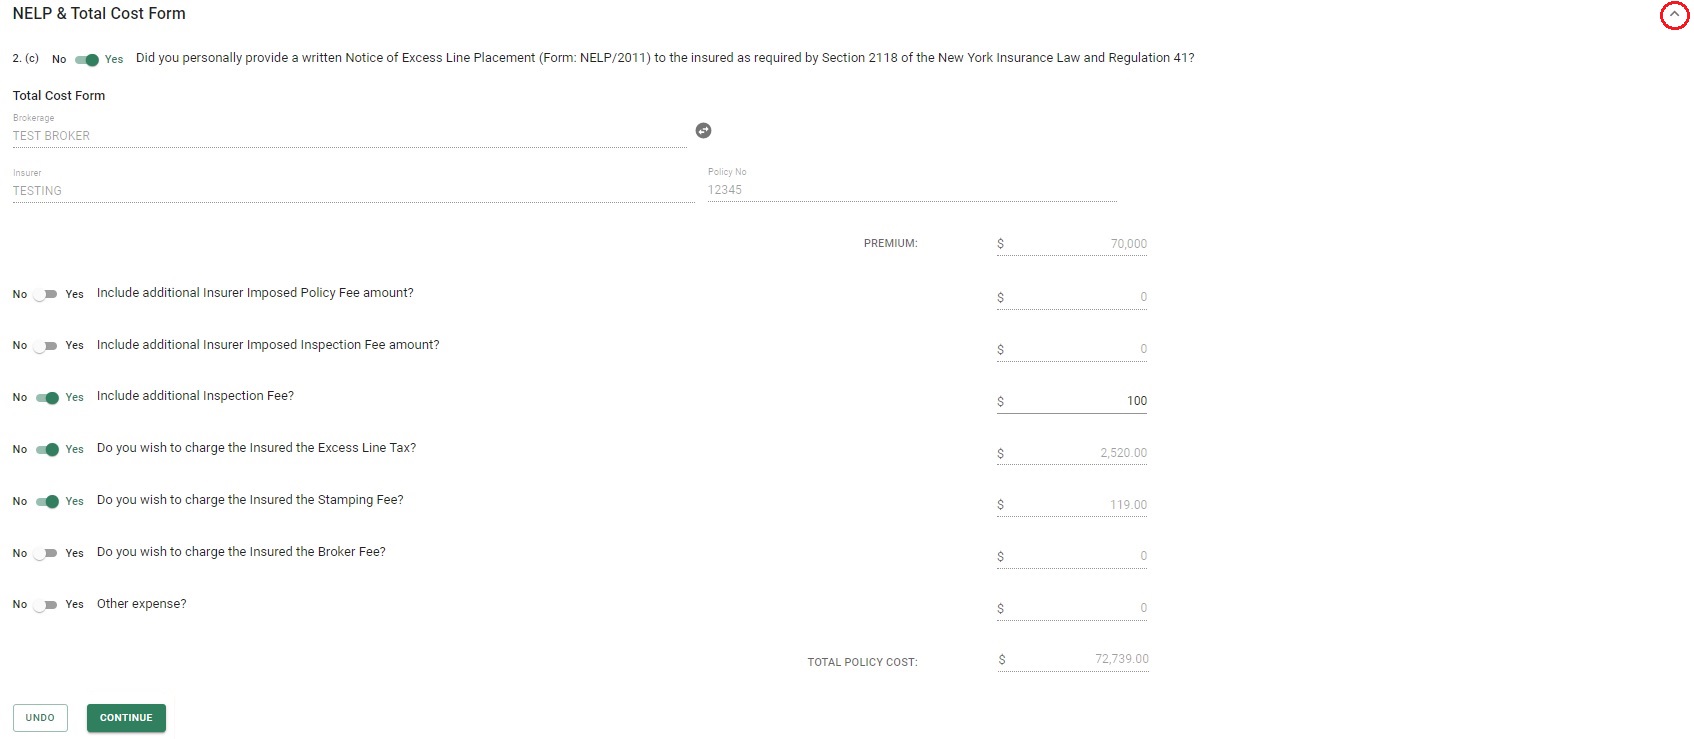 NELP & Total Cost Form
2. (c) No Yes Did you personally provide a written Notice of Excess Line Placement (Form: NELP/2011) to the insured as required by Section 2118 of the New York Insurance Law and Regulation 41?
Total Cost Form
Brokerage
TEST BROKER
Insurer
TESTING
Policy No
12345
PREMIUM: $ 70,000
No Yes Include additional Insurer Imposed Policy Fee amount? $ 0
No Yes Include additional Insurer Imposed Inspection Fee amount? $ 0
No Yes Include additional Inspection Fee? $ 100
No Yes Do you wish to charge the Insured the Excess Line Tax? $ 2,520.00
No Yes Do you wish to charge the Insured the Stamping Fee? $ 119.00
No Yes Do you wish to charge the Insured the Broker Fee? $ 0
No Yes Other expense? $ 0
TOTAL POLICY COST: $ 72,739.00
UNDO CONTINUE